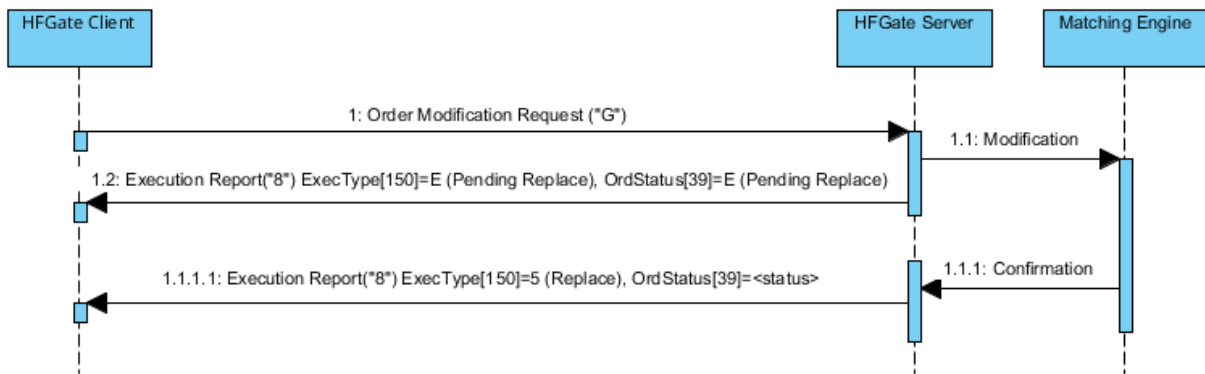 HFGate Client
HFGate Server
Matching Engine
1: Order Modification Request ("G")
1.1: Modification
1.2: Execution Report("8") ExecType[150]=E (Pending Replace), OrdStatus[39]=E (Pending Replace)
1.1.1: Confirmation
1.1.1.1: Execution Report("8") ExecType[150]=5 (Replace), OrdStatus[39]=<status>